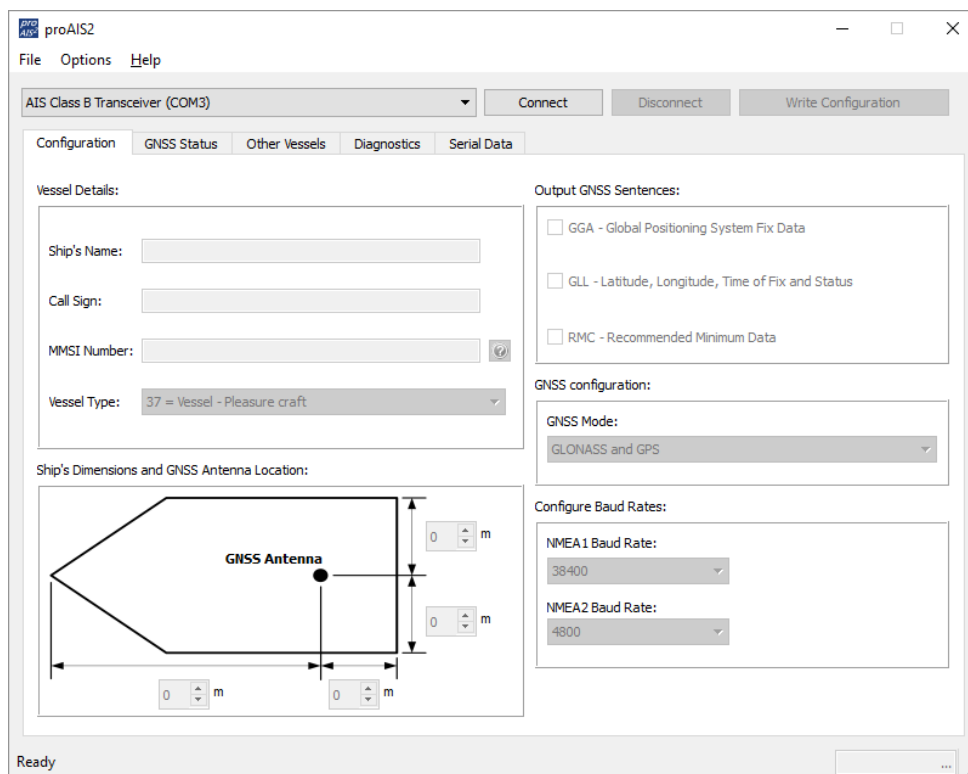 pro AIS² proAIS2
File Options Help
AIS Class B Transceiver (COM3) Connect Disconnect Write Configuration
Configuration GNSS Status Other Vessels Diagnostics Serial Data
Vessel Details:
Ship's Name:
Call Sign:
MMSI Number: ?
Vessel Type: 37 = Vessel - Pleasure craft
Ship's Dimensions and GNSS Antenna Location:
GNSS Antenna
0 m
0 m
0 m 0 m
Output GNSS Sentences:
GGA - Global Positioning System Fix Data
GLL - Latitude, Longitude, Time of Fix and Status
RMC - Recommended Minimum Data
GNSS configuration:
GNSS Mode:
GLONASS and GPS
Configure Baud Rates:
NMEA1 Baud Rate:
38400
NMEA2 Baud Rate:
4800
Ready ...